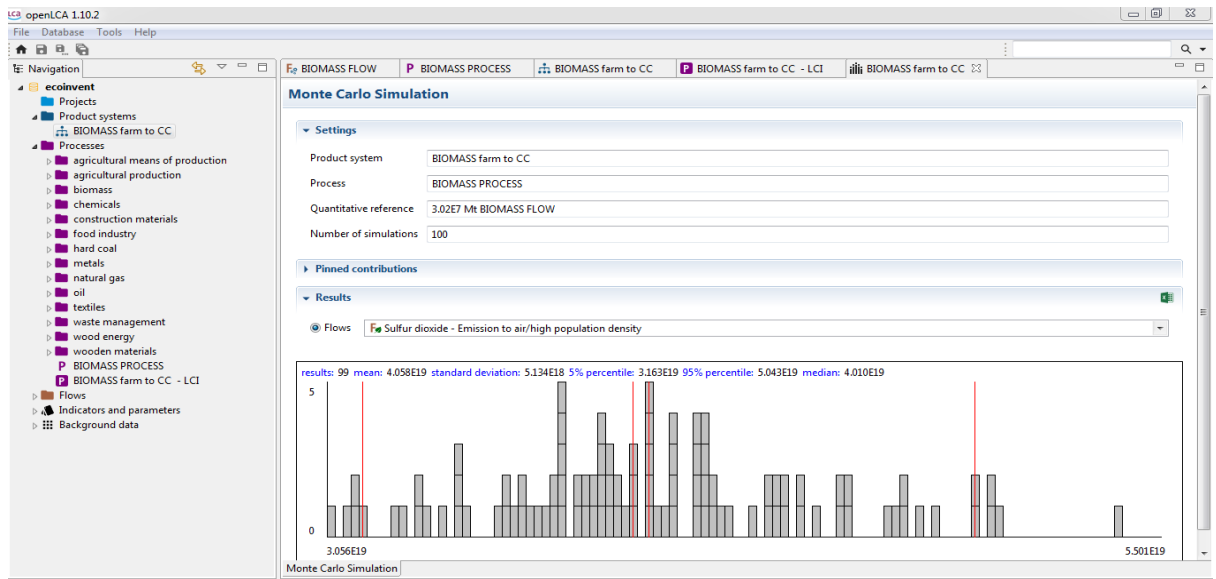 openLCA 1.10.2
File Database Tools Help
Navigation
ecoinvent
Projects
Product systems
BIOMASS farm to CC
Processes
agricultural means of production
agricultural production
biomass
chemicals
construction materials
food industry
hard coal
metals
natural gas
oil
textiles
waste management
wood energy
wooden materials
P BIOMASS PROCESS
P BIOMASS farm to CC - LCI
Flows
Indicators and parameters
Background data
BIOMASS FLOW P BIOMASS PROCESS BIOMASS farm to CC P BIOMASS farm to CC - LCI BIOMASS farm to CC
Monte Carlo Simulation
Settings
Product system BIOMASS farm to CC
Process BIOMASS PROCESS
Quantitative reference 3.02E7 Mt BIOMASS FLOW
Number of simulations 100
Pinned contributions
Results
Flows Sulfur dioxide - Emission to air/high population density
results: 99 mean: 4.058E19 standard deviation: 5.134E18 5% percentile: 3.163E19 95% percentile: 5.043E19 median: 4.010E19
5
0
3.056E19 5.501E19
Monte Carlo Simulation